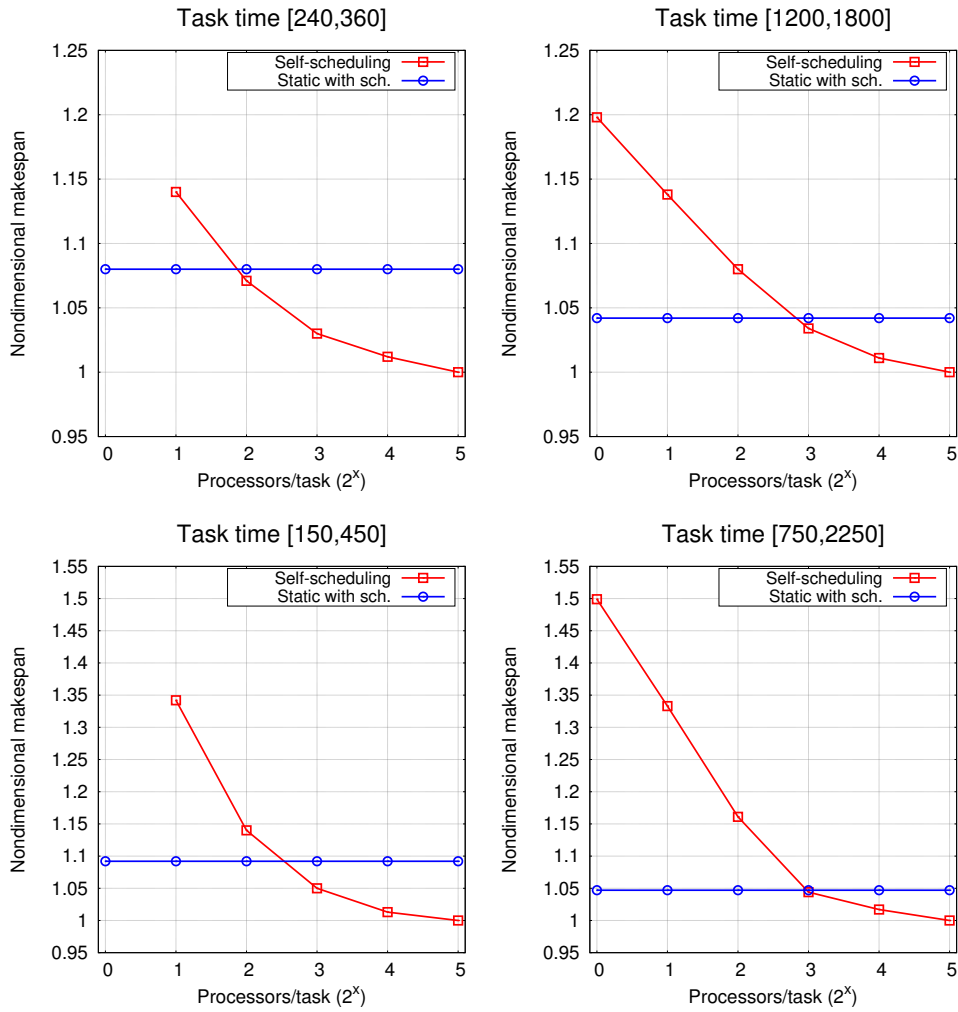 Task time [240,360]
Self-scheduling
Static with sch.
Nondimensional makespan
1.25
1.2
1.15
1.1
1.05
1
0.95
0 1 2 3 4 5
Processors/task (2^x)
Task time [1200,1800]
Self-scheduling
Static with sch.
Nondimensional makespan
1.25
1.2
1.15
1.1
1.05
1
0.95
0 1 2 3 4 5
Processors/task (2^x)
Task time [150,450]
Self-scheduling
Static with sch.
Nondimensional makespan
1.55
1.5
1.45
1.4
1.35
1.3
1.25
1.2
1.15
1.1
1.05
1
0.95
0 1 2 3 4 5
Processors/task (2^x)
Task time [750,2250]
Self-scheduling
Static with sch.
Nondimensional makespan
1.55
1.5
1.45
1.4
1.35
1.3
1.25
1.2
1.15
1.1
1.05
1
0.95
0 1 2 3 4 5
Processors/task (2^x)